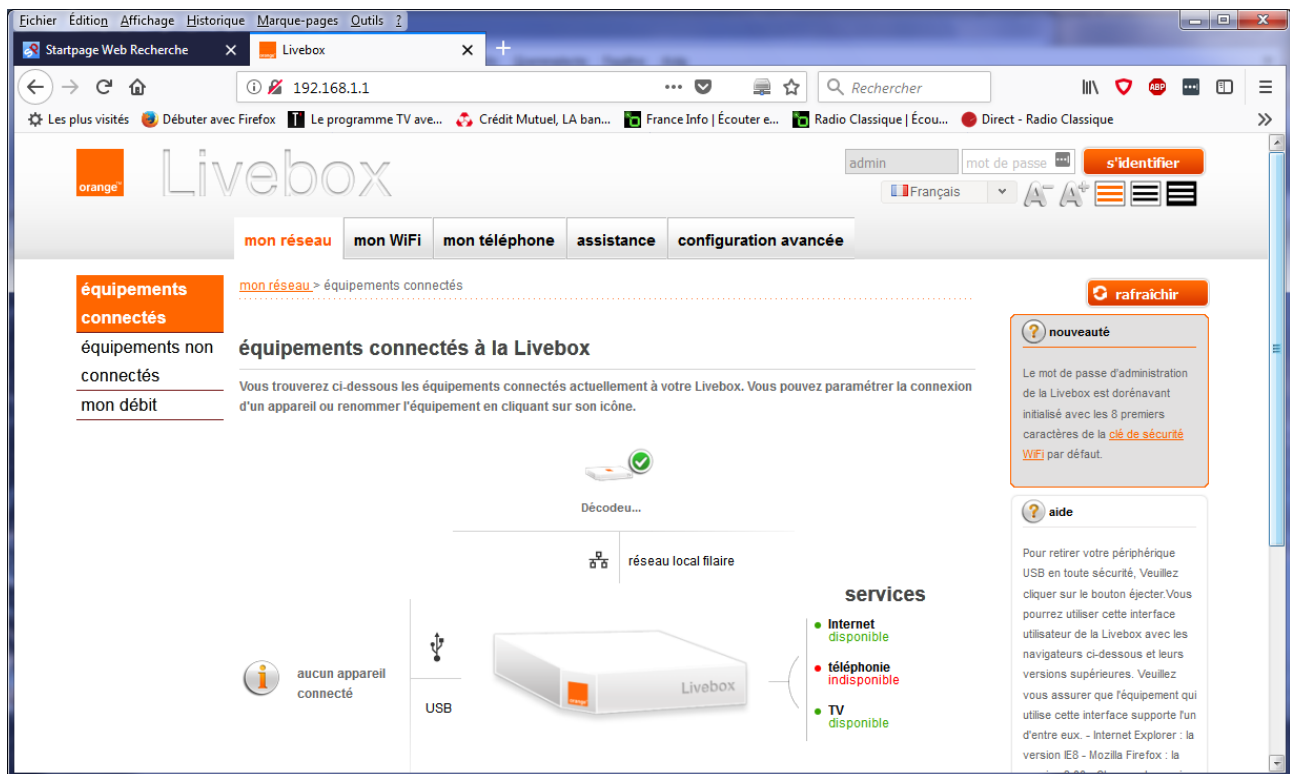 Fichier Édition Affichage Historique Marque-pages Outils ?
Startpage Web Recherche
Livebox
192.168.1.1
Rechercher
ABP
Les plus visités Débuter avec Firefox Le programme TV ave... Crédit Mutuel, LA ban... France Info | Écouter e... Radio Classique | Écou... Direct - Radio Classique
orange™
Livebox
admin
mot de passe
s'identifier
Français
A- A+
mon réseau
mon WiFi
mon téléphone
assistance
configuration avancée
équipements
connectés
équipements non
connectés
mon débit
mon réseau > équipements connectés
rafraîchir
équipements connectés à la Livebox
Vous trouverez ci-dessous les équipements connectés actuellement à votre Livebox. Vous pouvez paramétrer la connexion
d'un appareil ou renommer l'équipement en cliquant sur son icône.
Décodeu...
réseau local filaire
aucun appareil
connecté
USB
Livebox
services
Internet
disponible
téléphonie
indisponible
TV
disponible
nouveauté
Le mot de passe d'administration
de la Livebox est dorénavant
initialisé avec les 8 premiers
caractères de la clé de sécurité
WiFi par défaut.
aide
Pour retirer votre périphérique
USB en toute sécurité, Veuillez
cliquer sur le bouton éjecter.Vous
pourrez utiliser cette interface
utilisateur de la Livebox avec les
navigateurs ci-dessous et leurs
versions supérieures. Veuillez
vous assurer que l'équipement qui
utilise cette interface supporte l'un
d'entre eux. - Internet Explorer : la
version IE8 - Mozilla Firefox : la